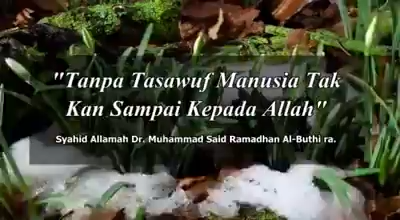 "Tanpa Tasawuf Manusia Tak
Kan Sampai Kepada Allah"
Syahid Allamah Dr. Muhammad Said Ramadhan Al-Buthi ra.